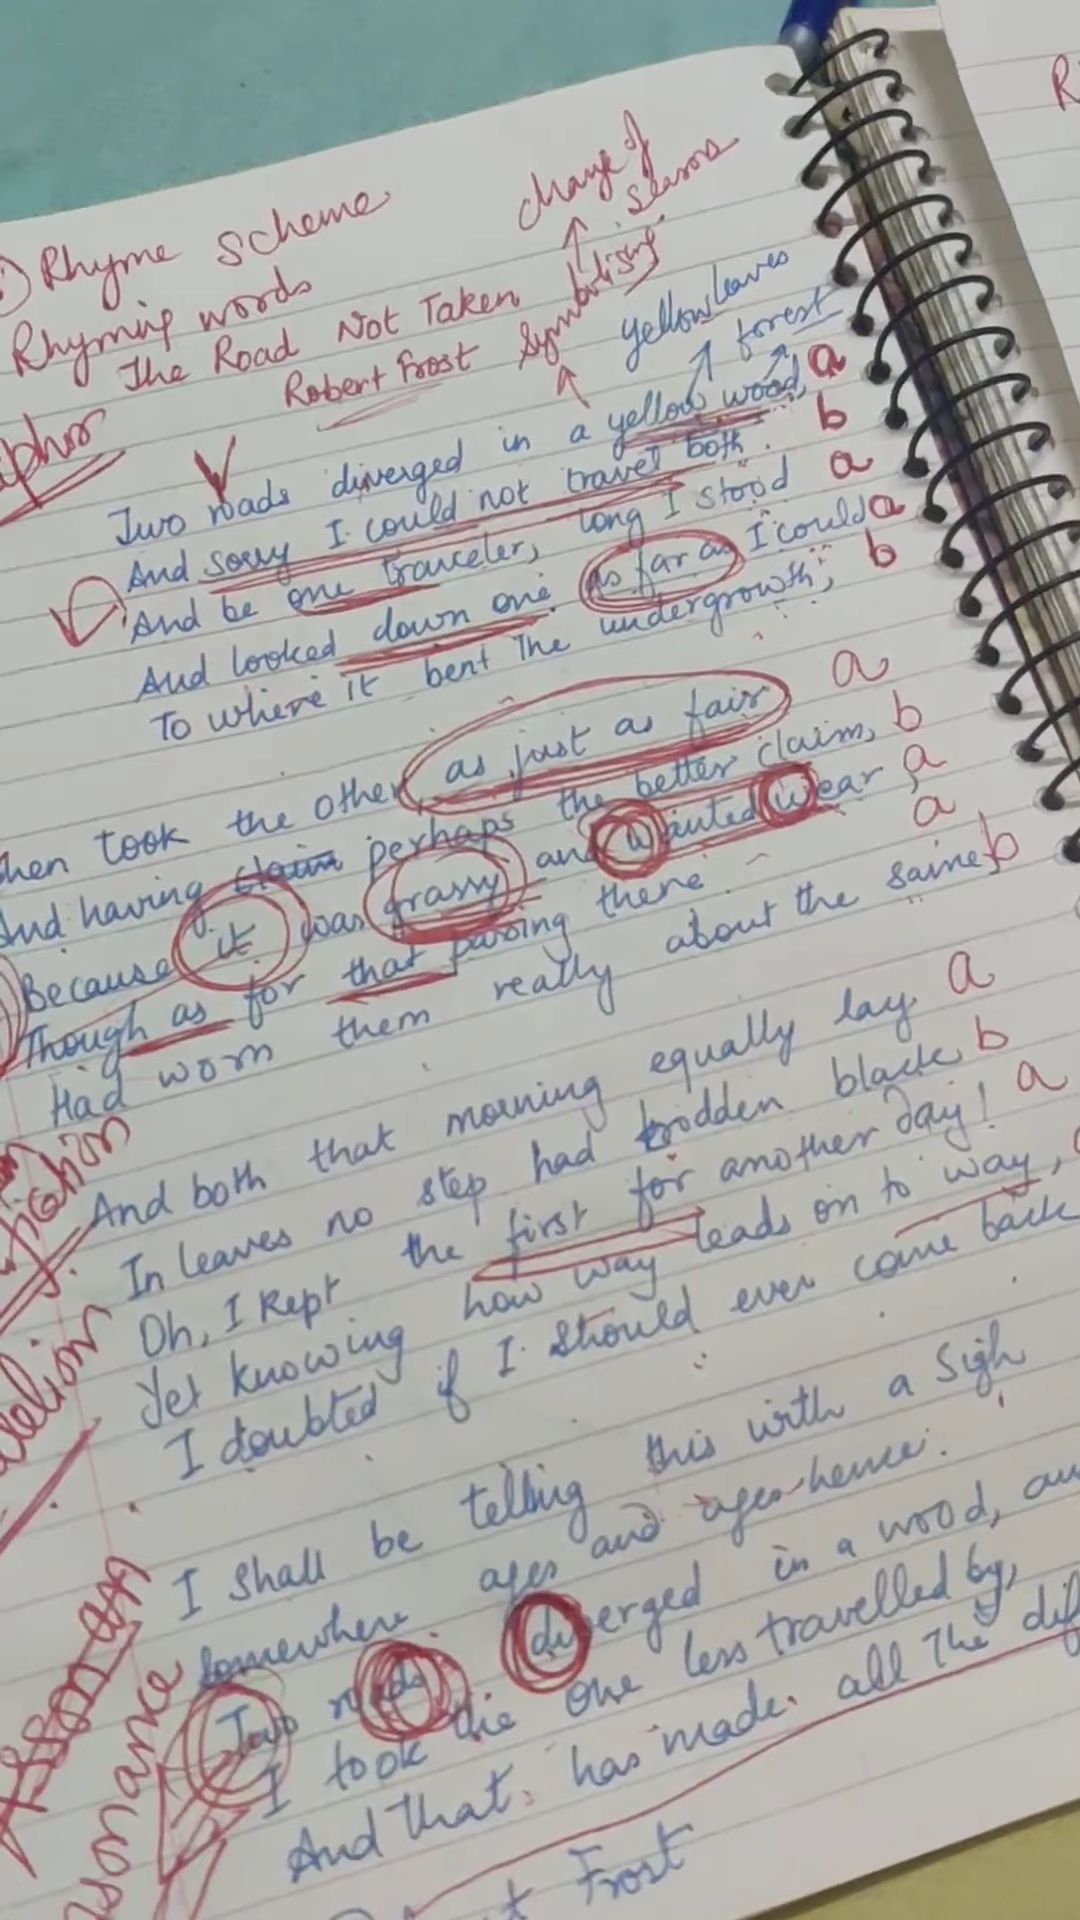 Rhyme Scheme
change of
seasons
Rhyming words
The Road Not Taken
Symbolising
Robert Frost
yellow leaves
forest
Two roads diverged in a yellow wood, a
And sorry I could not travel both. b
And be one traveler, long I stood a
And looked down one as far as I could a
To where it bent The undergrowth; b
took the other, as just as fair a
And having claim perhaps the better claim, b
Because it was grassy and wanted wear a
Though as for that passing there a
Had worn them really about the same b
And both that morning equally lay a
In leaves no step had trodden black b
Oh, I Kept the first for another day! a
Yet knowing how way leads on to way,
I doubted if I should ever come back
I Shall be telling this with a Sigh
Somewhere ages and ages hence.
Two roads diverged in a wood, and
I took the one less travelled by,
And that has made all the
Frost